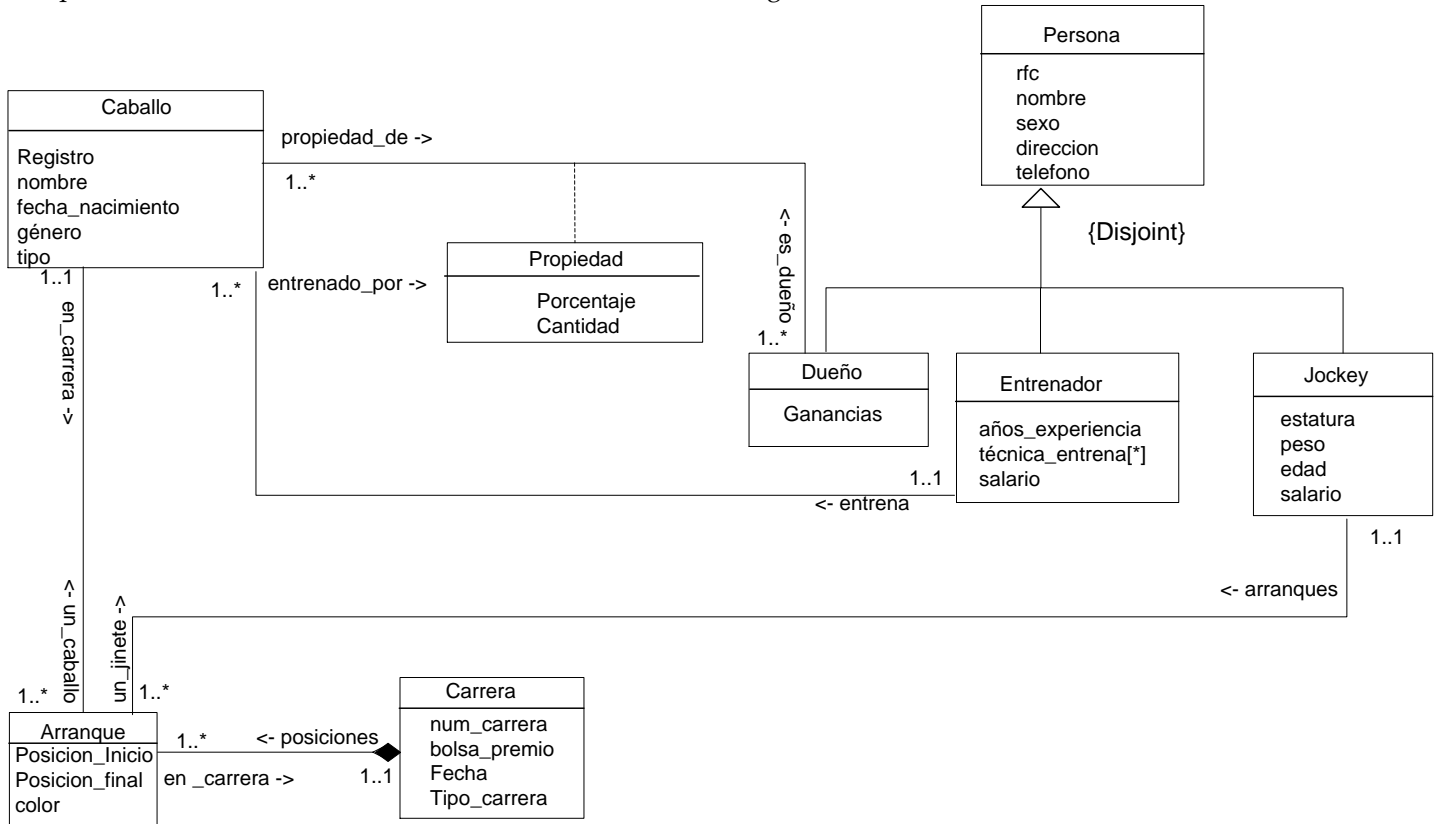 Persona
rfc
nombre
sexo
direccion
telefono
{Disjoint}
Caballo
Registro
nombre
fecha_nacimiento
género
tipo
propiedad_de ->
1..*
<- es_dueño
1..*
Propiedad
Porcentaje
Cantidad
1..1
en_carrera ->
1..*
entrenado_por ->
Dueño
Ganancias
Entrenador
años_experiencia
técnica_entrena[*]
salario
Jockey
estatura
peso
edad
salario
1..1
<- entrena
1..1
<- arranques
<- un_caballo
un_jinete ->
1..*
1..*
Arranque
Posicion_Inicio
Posicion_final
color
1..*
<- posiciones
en _carrera ->
1..1
Carrera
num_carrera
bolsa_premio
Fecha
Tipo_carrera